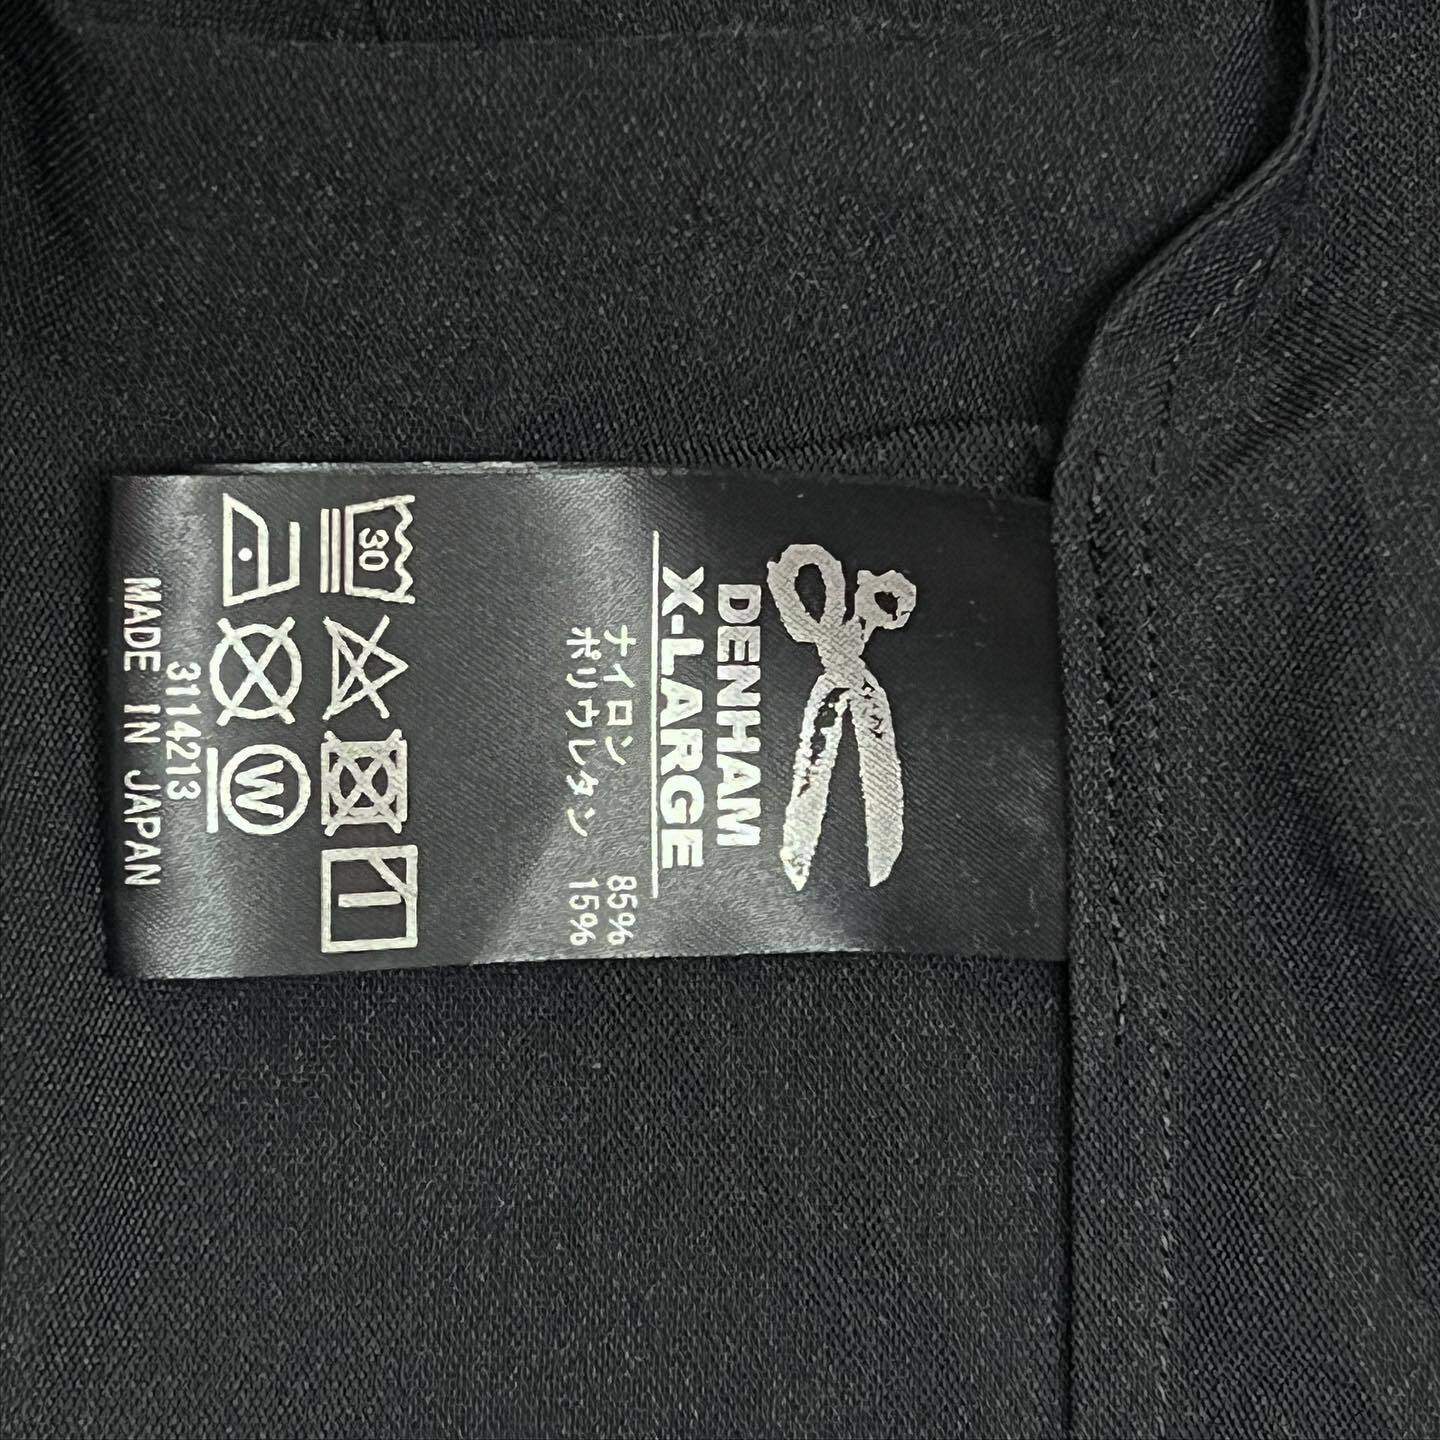 DENHAM
X-LARGE
ナイロン 85%
ポリウレタン 15%
30
W
3114213
MADE IN JAPAN